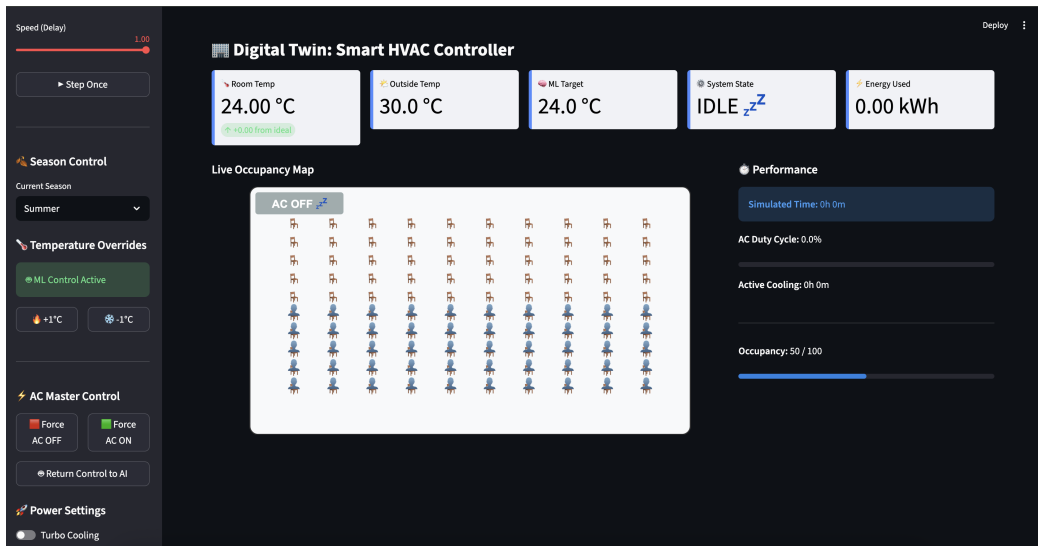 Speed (Delay)
1.00
Step Once
Season Control
Current Season
Summer
Temperature Overrides
ML Control Active
+1°C
-1°C
AC Master Control
Force
AC OFF
Force
AC ON
Return Control to AI
Power Settings
Turbo Cooling
Deploy
Digital Twin: Smart HVAC Controller
Room Temp
24.00 °C
↑ +0.00 from ideal
Outside Temp
30.0 °C
ML Target
24.0 °C
System State
IDLE 💤
Energy Used
0.00 kWh
Live Occupancy Map
AC OFF 💤
Performance
Simulated Time: 0h 0m
AC Duty Cycle: 0.0%
Active Cooling: 0h 0m
Occupancy: 50 / 100